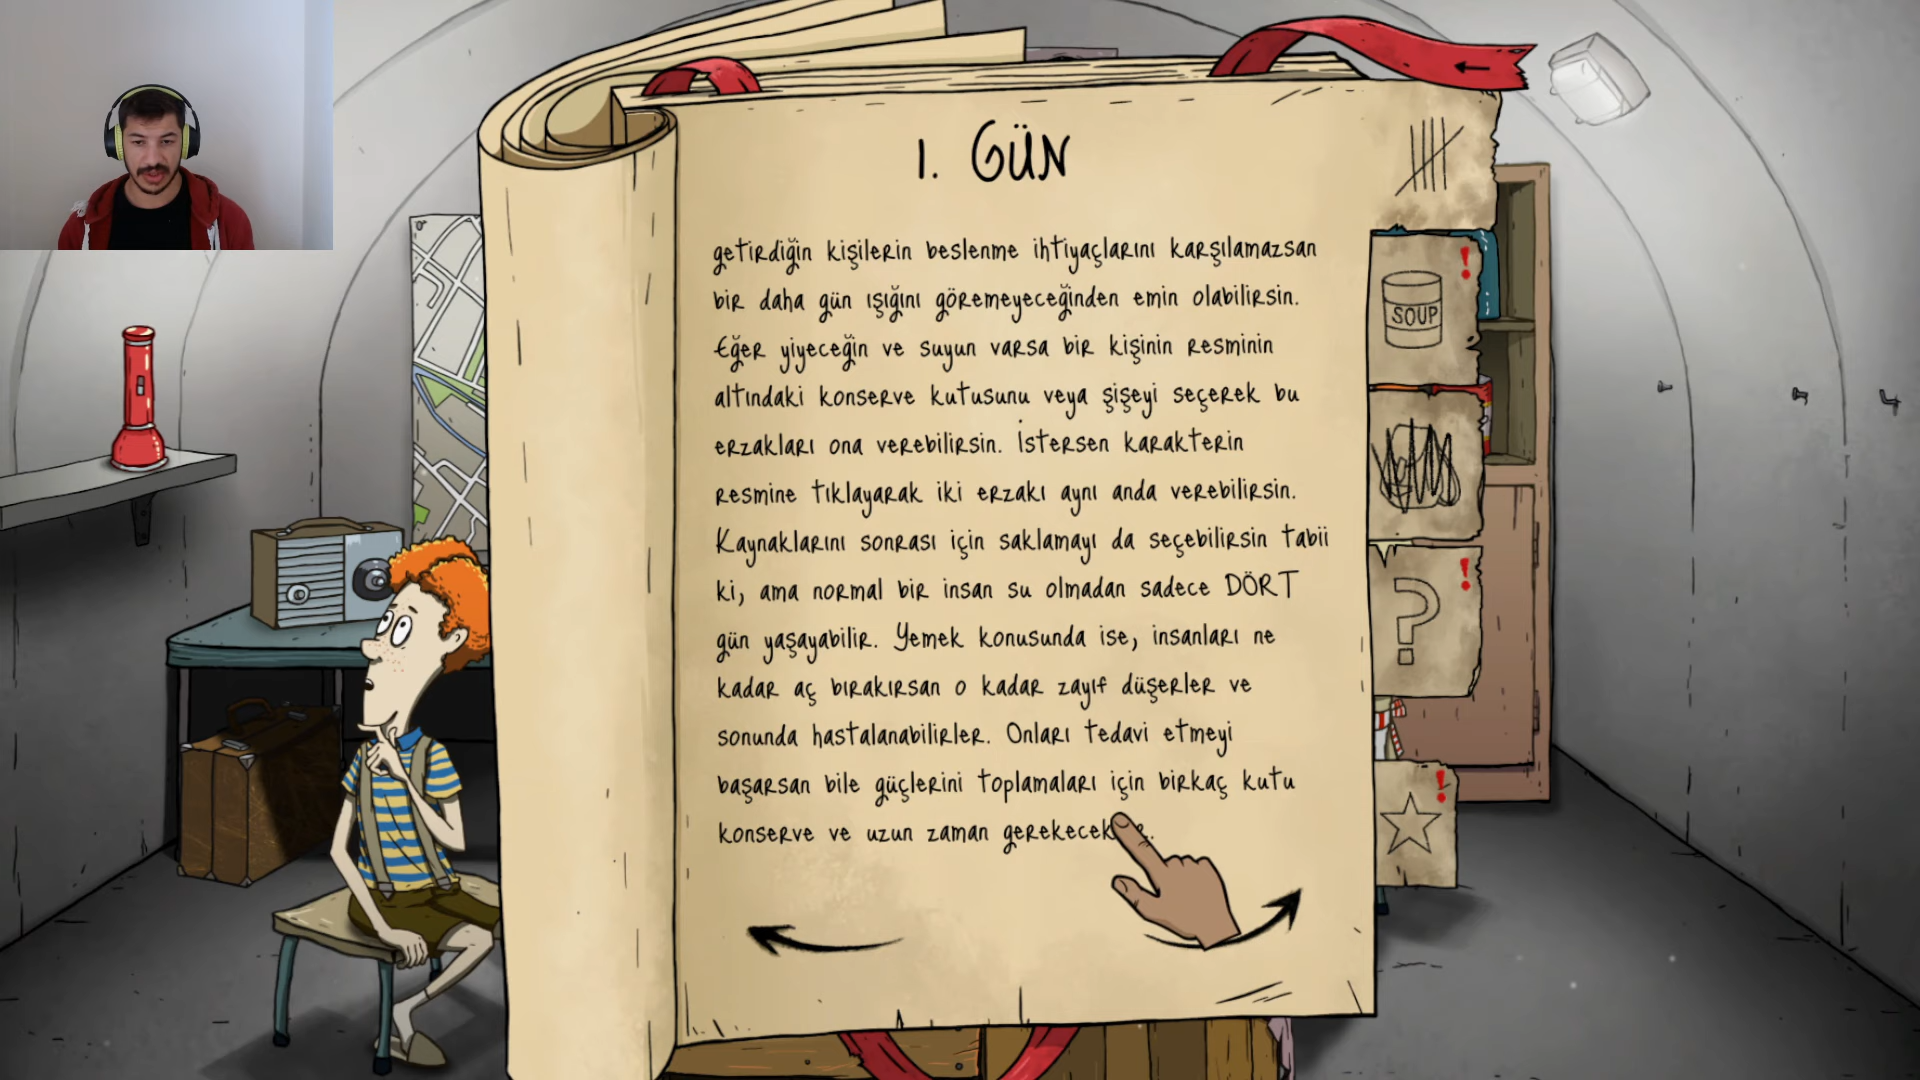 1. GÜN
getirdiğin kişilerin beslenme ihtiyaçlarını karşılamazsan
bir daha gün ışığını göremeyeceğinden emin olabilirsin.
Eğer yiyeceğin ve suyun varsa bir kişinin resminin
altındaki konserve kutusunu veya şişeyi seçerek bu
erzakları ona verebilirsin. İstersen karakterin
resmine tıklayarak iki erzakı aynı anda verebilirsin.
Kaynaklarını sonrası için saklamayı da seçebilirsin tabii
ki, ama normal bir insan su olmadan sadece DÖRT
gün yaşayabilir. Yemek konusunda ise, insanları ne
kadar aç bırakırsan o kadar zayıf düşerler ve
sonunda hastalanabilirler. Onları tedavi etmeyi
başarsan bile güçlerini toplamaları için birkaç kutu
konserve ve uzun zaman
!
SOUP
!
?
!